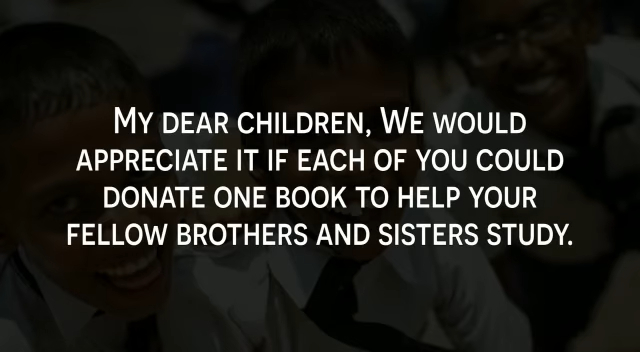 My dear children, We would
appreciate it if each of you could
donate one book to help your
fellow brothers and sisters study.